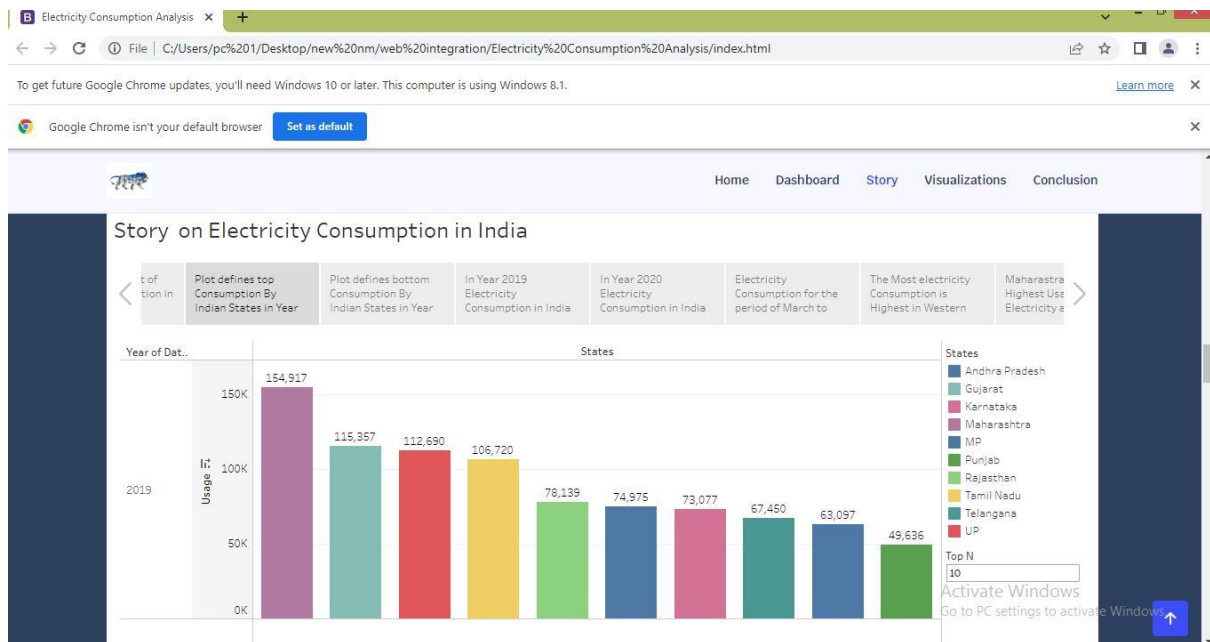 B Electricity Consumption Analysis
File | C:/Users/pc%201/Desktop/new%20nm/web%20integration/Electricity%20Consumption%20Analysis/index.html
To get future Google Chrome updates, you'll need Windows 10 or later. This computer is using Windows 8.1.
Learn more
Google Chrome isn't your default browser
Set as default
Home Dashboard Story Visualizations Conclusion
Story on Electricity Consumption in India
t of
tion in
Plot defines top
Consumption By
Indian States in Year
Plot defines bottom
Consumption By
Indian States in Year
In Year 2019
Electricity
Consumption in India
In Year 2020
Electricity
Consumption in India
Electricity
Consumption for the
period of March to
The Most electricity
Consumption is
Highest in Western
Maharastra
Highest Usa
Electricity a
Year of Dat..
States
2019
Usage
150K
100K
50K
0K
154,917
115,357
112,690
106,720
78,139
74,975
73,077
67,450
63,097
49,636
States
Andhra Pradesh
Gujarat
Karnataka
Maharashtra
MP
Punjab
Rajasthan
Tamil Nadu
Telangana
UP
Top N
10
Activate Windows
Go to PC settings to activate Windows.